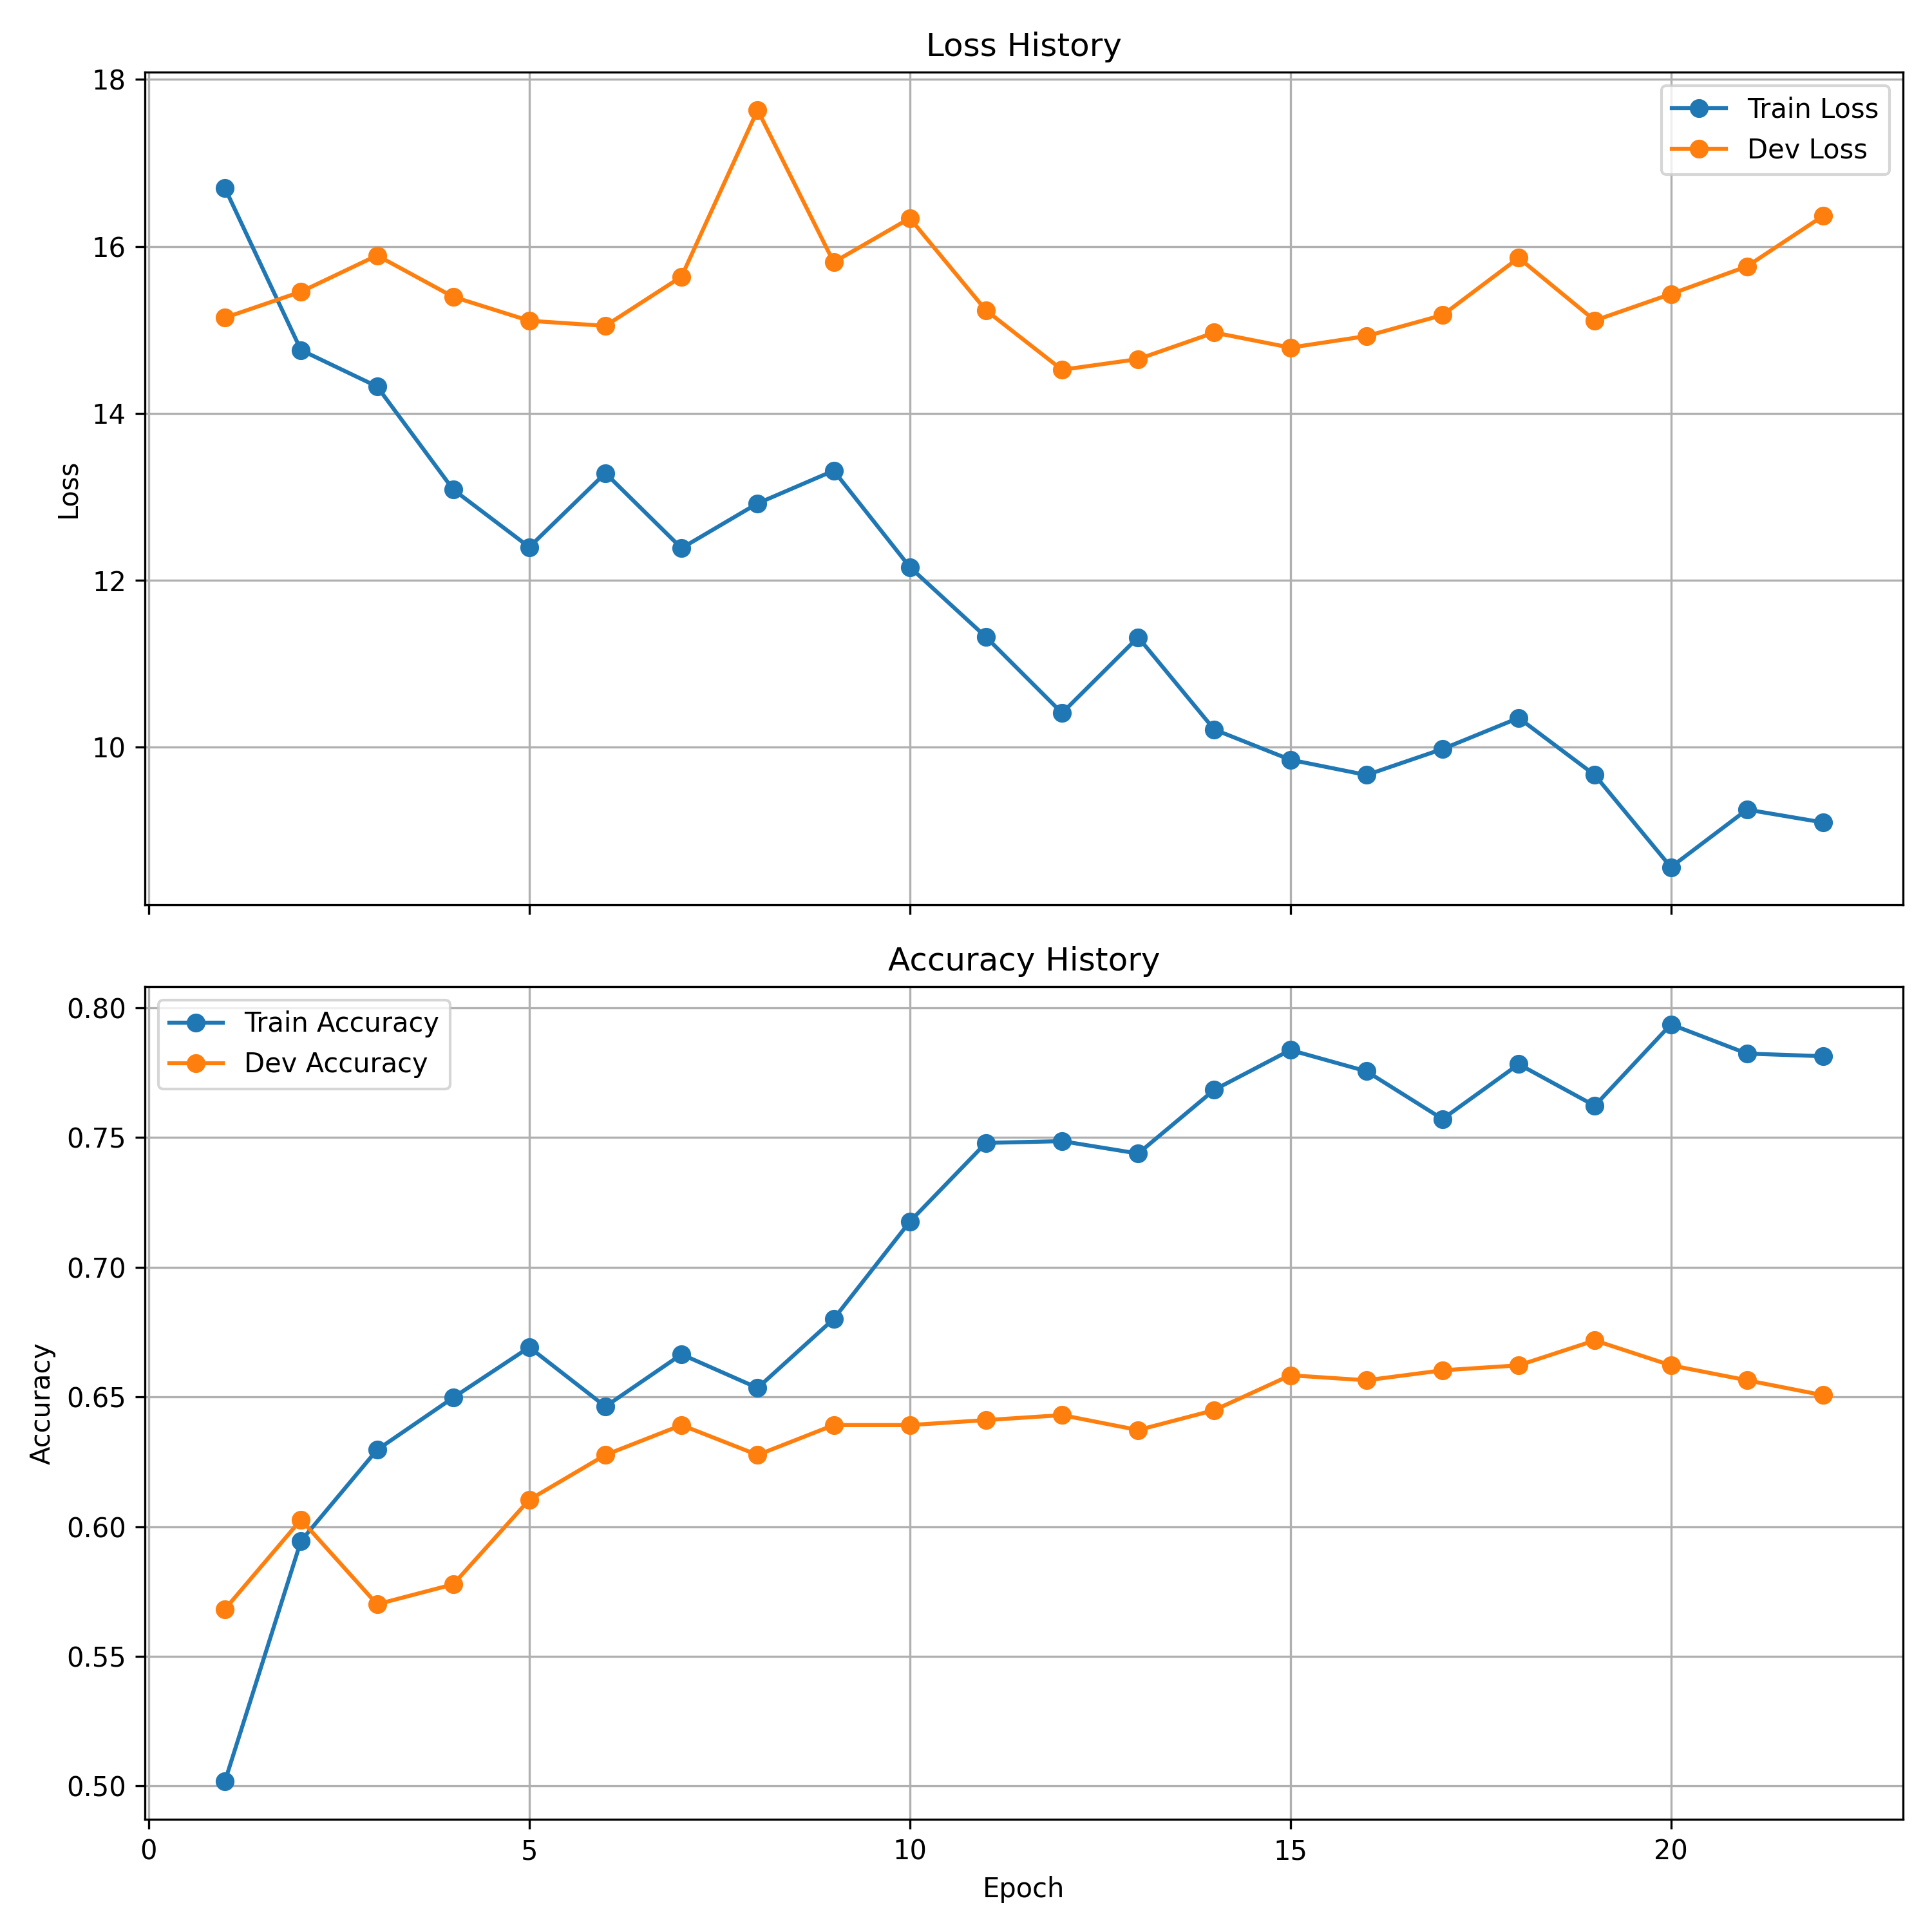 Loss History
18
16
14
12
10
Loss
Train Loss
Dev Loss
Accuracy History
0.80
0.75
0.70
0.65
0.60
0.55
0.50
Accuracy
Train Accuracy
Dev Accuracy
0 5 10 15 20
Epoch